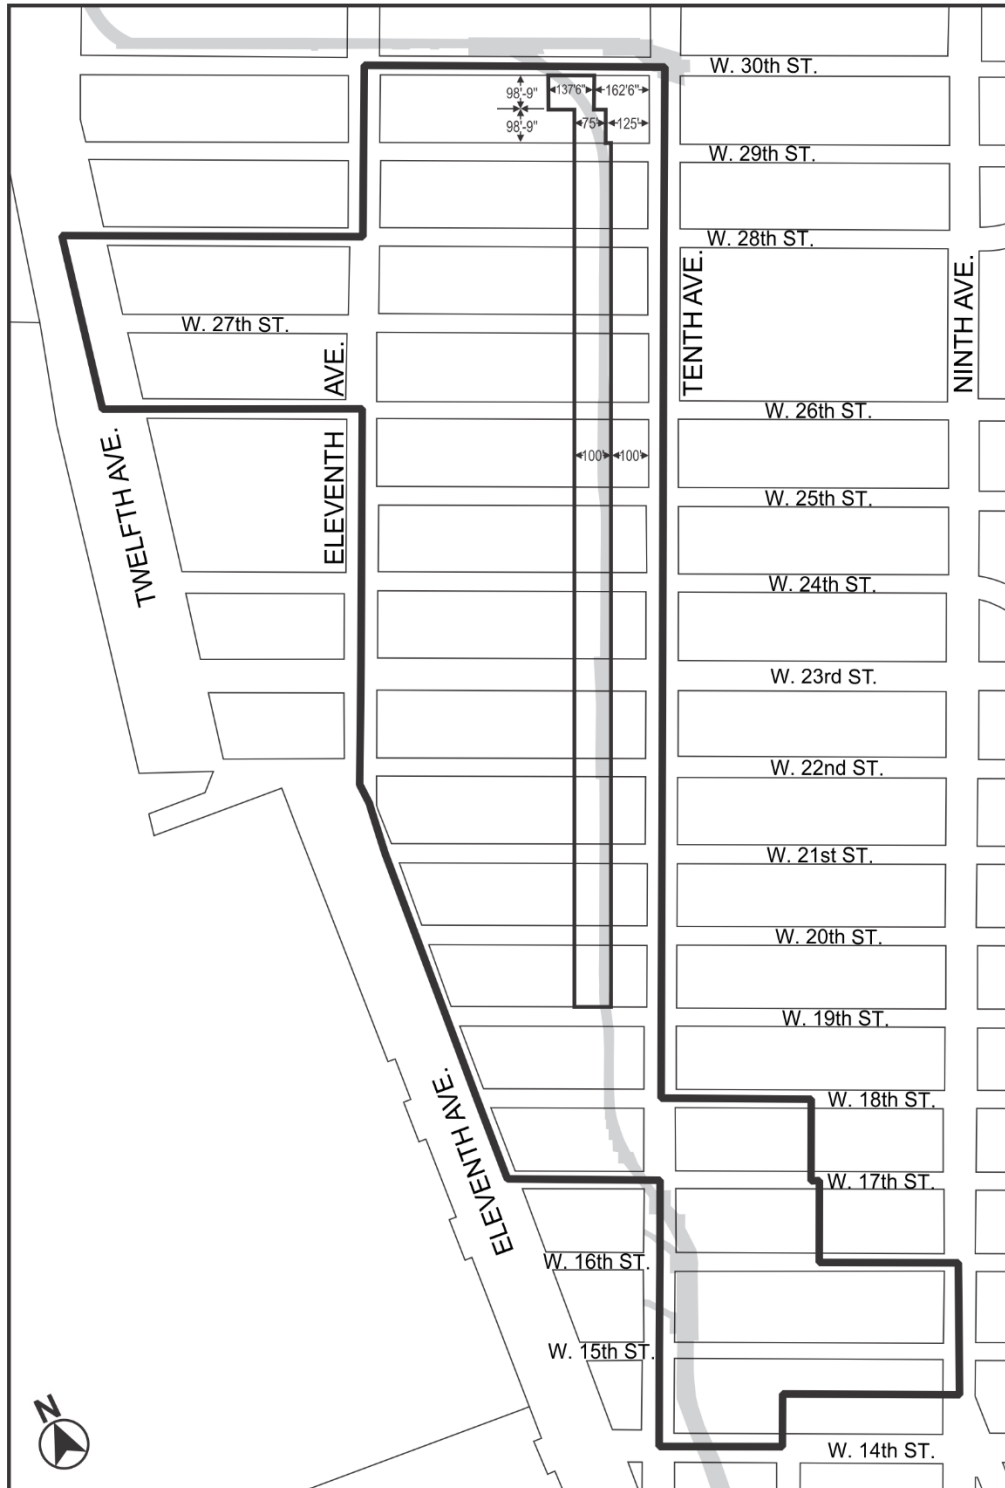 W. 30th ST.
98'-9"
137'6"
162'6"
98'-9"
75'
125'
W. 29th ST.
W. 28th ST.
TENTH AVE.
NINTH AVE.
W. 27th ST.
ELEVENTH AVE.
W. 26th ST.
TWELFTH AVE.
100'
100'
W. 25th ST.
W. 24th ST.
W. 23rd ST.
W. 22nd ST.
W. 21st ST.
W. 20th ST.
W. 19th ST.
ELEVENTH AVE.
W. 18th ST.
W. 17th ST.
W. 16th ST.
W. 15th ST.
N
W. 14th ST.